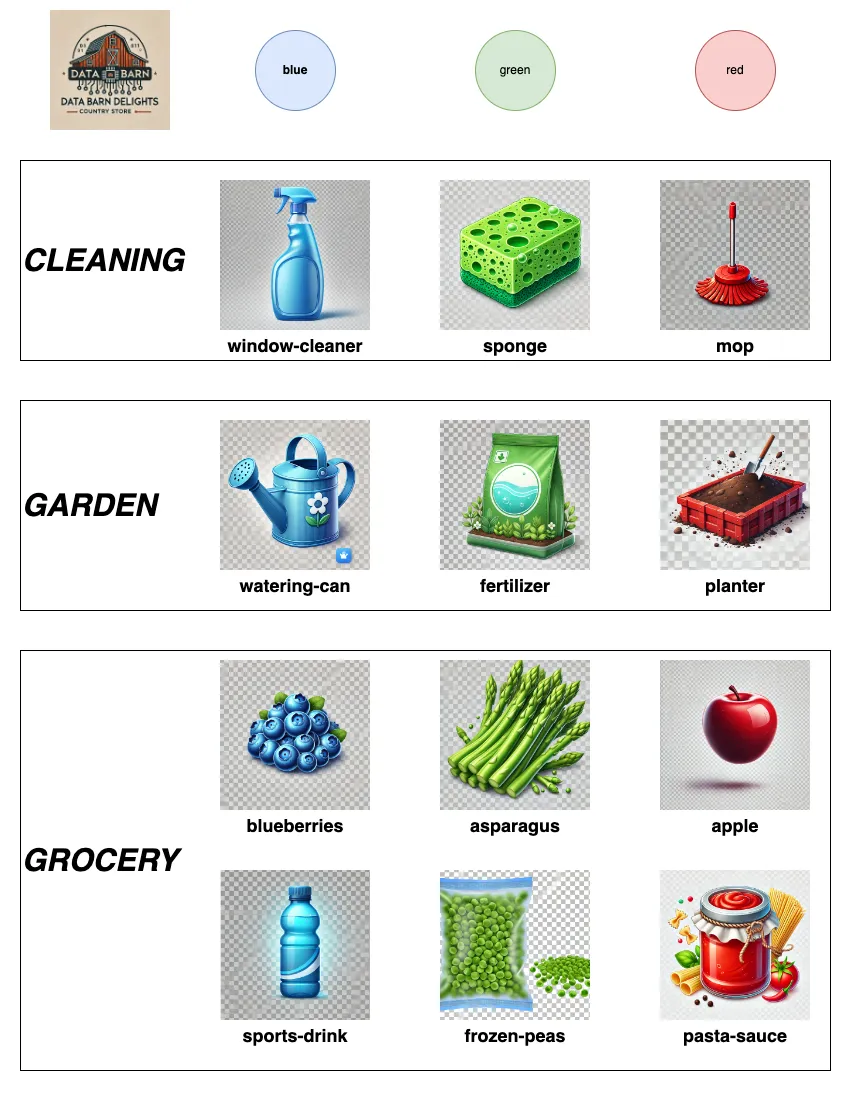 DATA BARN
DATA BARN DELIGHTS
COUNTRY STORE
blue
green
red
CLEANING
window-cleaner
sponge
mop
GARDEN
watering-can
fertilizer
planter
GROCERY
blueberries
asparagus
apple
sports-drink
frozen-peas
pasta-sauce